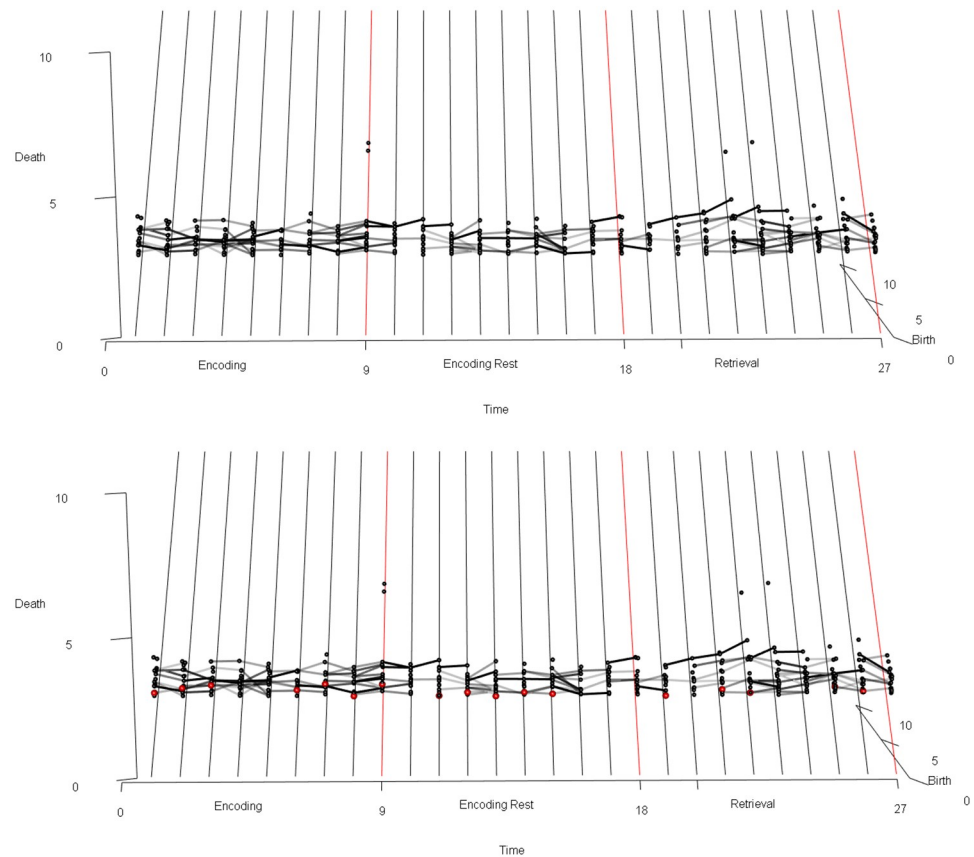 10
Death
5
10
5
0
Birth
0
Encoding
Encoding Rest
Retrieval
0
9
18
27
Time
10
Death
5
10
5
0
Birth
0
Encoding
Encoding Rest
Retrieval
0
9
18
27
Time